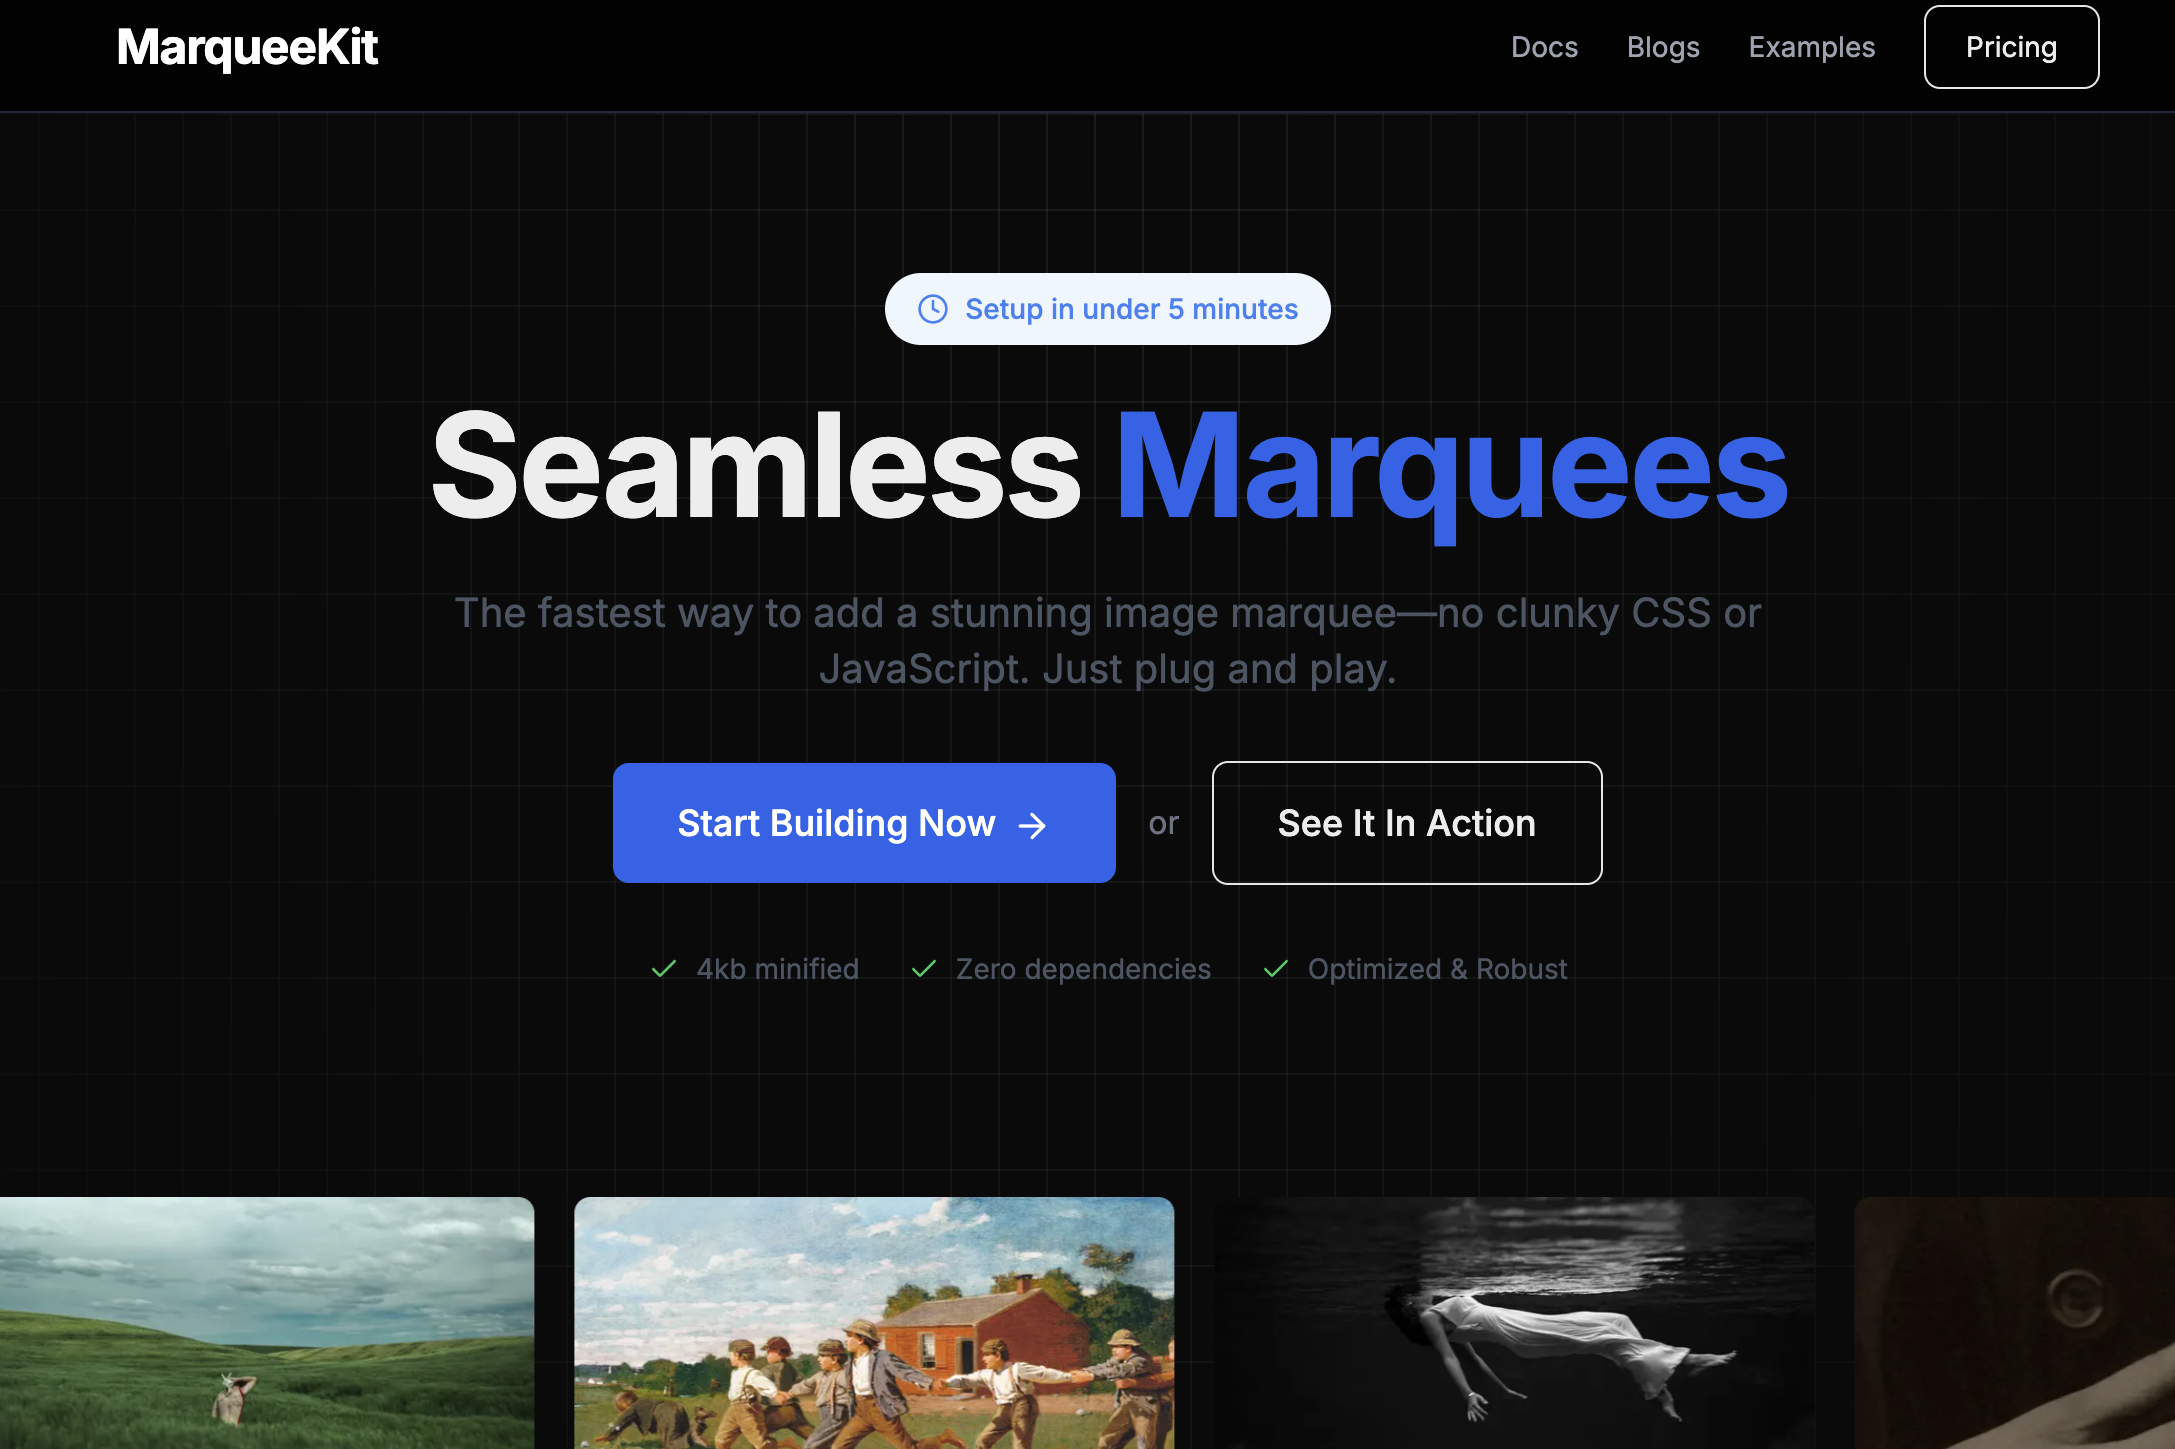 MarqueeKit
Docs
Blogs
Examples
Pricing
Setup in under 5 minutes
Seamless Marquees
The fastest way to add a stunning image marquee—no clunky CSS or
JavaScript. Just plug and play.
Start Building Now →
or
See It In Action
✓ 4kb minified
✓ Zero dependencies
✓ Optimized & Robust